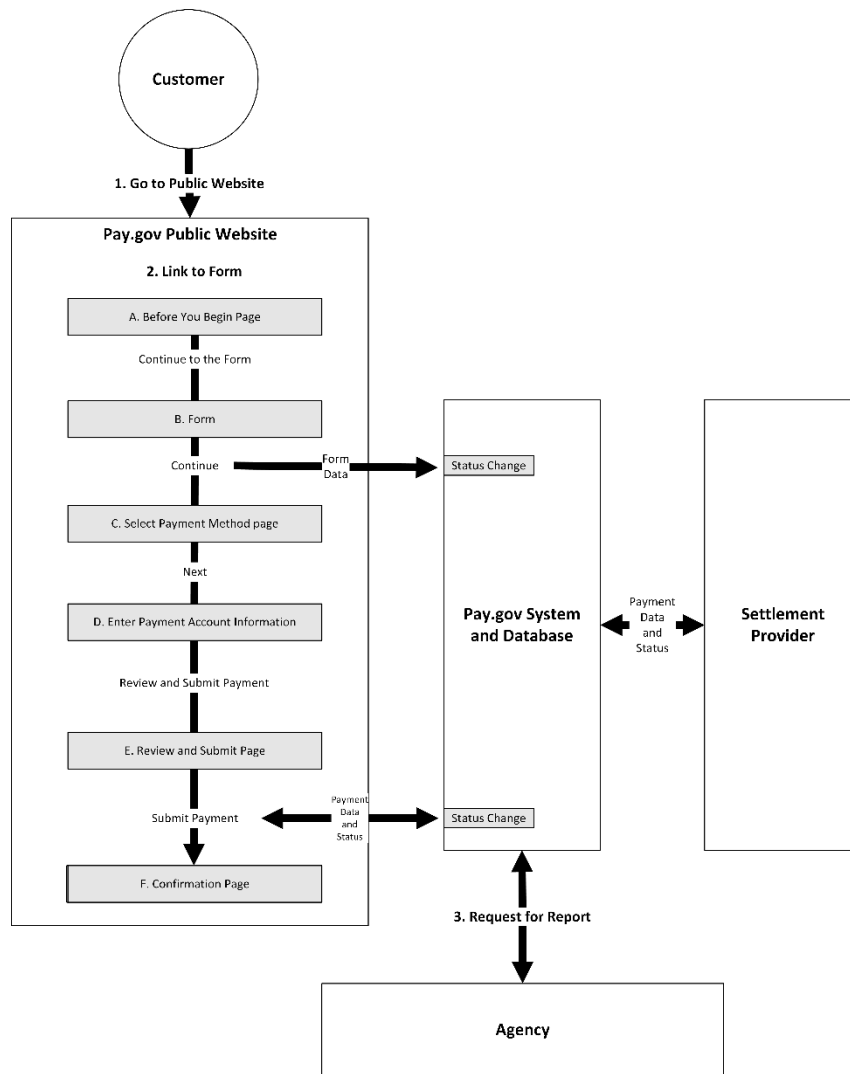 Customer
1. Go to Public Website
Pay.gov Public Website
2. Link to Form
A. Before You Begin Page
Continue to the Form
B. Form
Continue
Form
Data
Status Change
C. Select Payment Method page
Next
D. Enter Payment Account Information
Review and Submit Payment
E. Review and Submit Page
Submit Payment
Payment
Data
and
Status
Status Change
F. Confirmation Page
Pay.gov System
and Database
Payment
Data
and
Status
Settlement
Provider
3. Request for Report
Agency